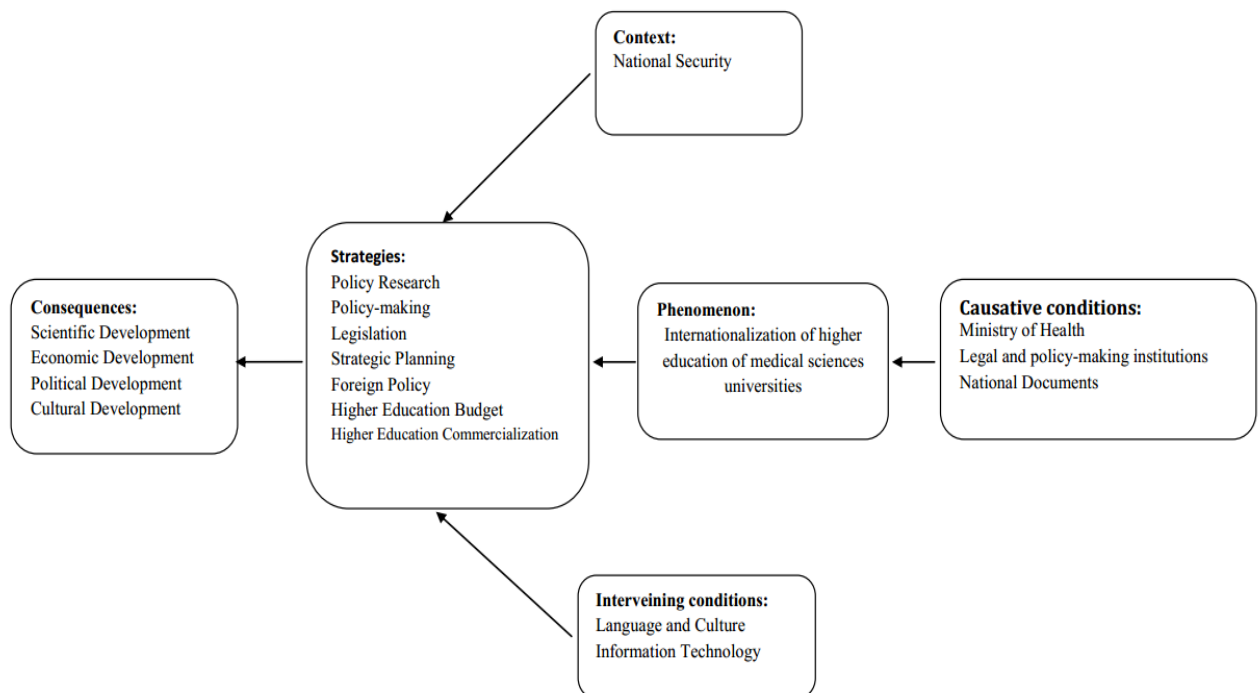 Context:
National Security
Strategies:
Policy Research
Policy-making
Legislation
Strategic Planning
Foreign Policy
Higher Education Budget
Higher Education Commercialization
Consequences:
Scientific Development
Economic Development
Political Development
Cultural Development
Phenomenon:
Internationalization of higher
education of medical sciences
universities
Causative conditions:
Ministry of Health
Legal and policy-making institutions
National Documents
Interveining conditions:
Language and Culture
Information Technology